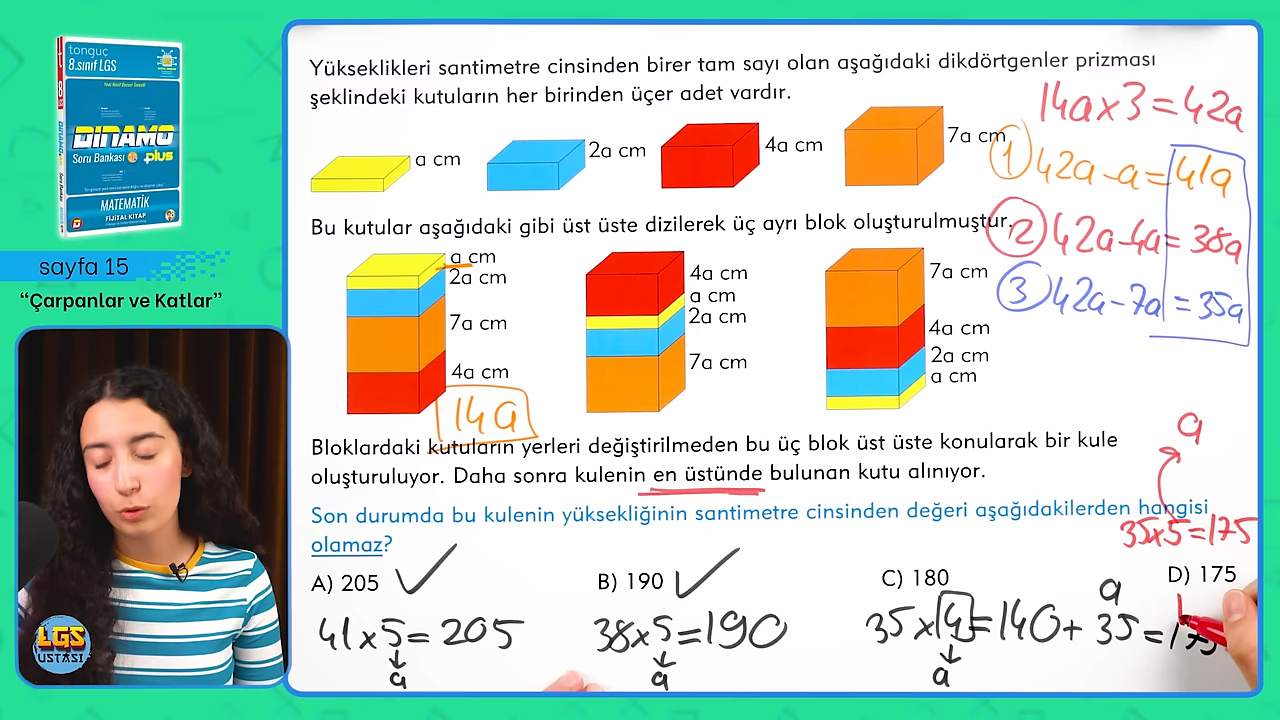 tonguç
8.sınıf LGS
DİNAMO
Soru Bankası plus
MATEMATİK
FİJİTAL KİTAP
sayfa 15
“Çarpanlar ve Katlar”
LGS
USTASI
Yükseklikleri santimetre cinsinden birer tam sayı olan aşağıdaki dikdörtgenler prizması
şeklindeki kutuların her birinden üçer adet vardır.
14a x 3 = 42a
a cm 2a cm 4a cm 7a cm
1 42a - a = 41a
Bu kutular aşağıdaki gibi üst üste dizilerek üç ayrı blok oluşturulmuştur.
2 42a - 4a = 38a
3 42a - 7a = 35a
a cm
2a cm
7a cm
4a cm
14a
4a cm
a cm
2a cm
7a cm
7a cm
4a cm
2a cm
a cm
Bloklardaki kutuların yerleri değiştirilmeden bu üç blok üst üste konularak bir kule
oluşturuluyor. Daha sonra kulenin en üstünde bulunan kutu alınıyor.
a
Son durumda bu kulenin yüksekliğinin santimetre cinsinden değeri aşağıdakilerden hangisi
olamaz?
35x5=175
A) 205 B) 190 C) 180 D) 175
41 x 5 = 205
a
38 x 5 = 190
a
a
35 x 4 = 140 + 35 = 175
a